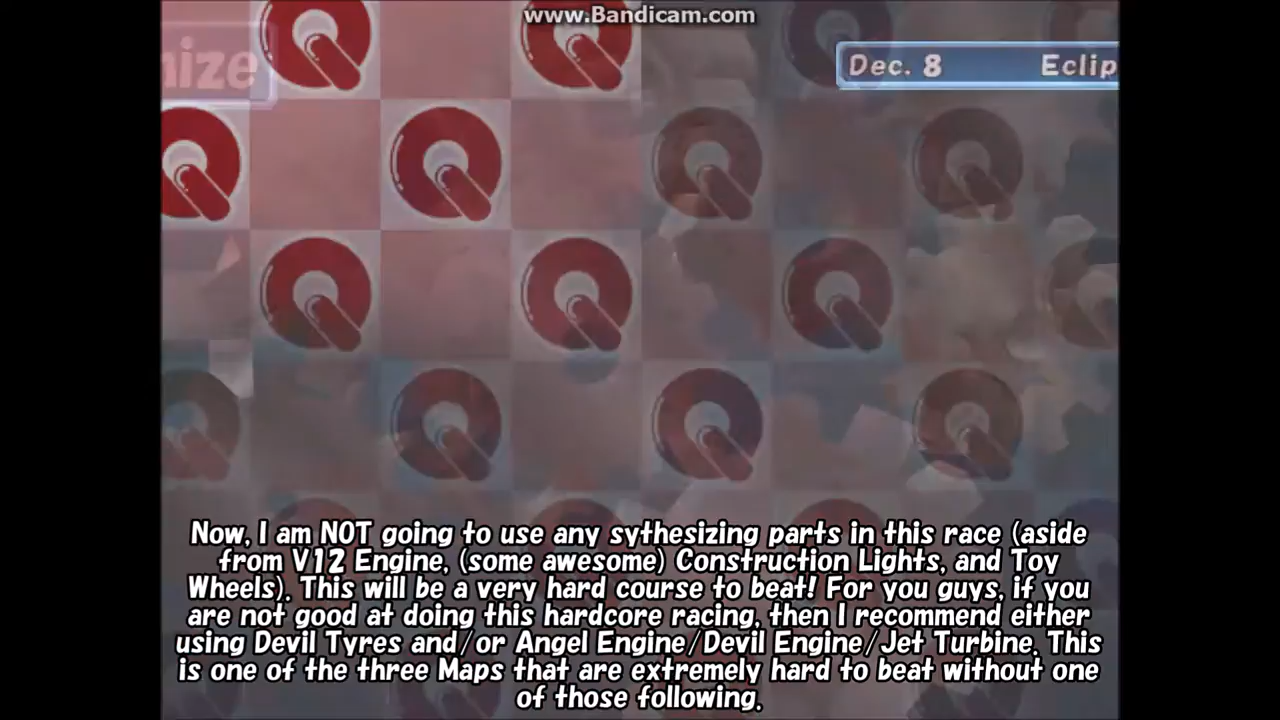 www.Bandicam.com
nize
Dec. 8 Eclip
Now, I am NOT going to use any sythesizing parts in this race (aside
from V12 Engine, (some awesome) Construction Lights, and Toy
Wheels). This will be a very hard course to beat! For you guys, if you
are not good at doing this hardcore racing, then I recommend either
using Devil Tyres and/or Angel Engine/Devil Engine/Jet Turbine. This
is one of the three Maps that are extremely hard to beat without one
of those following.